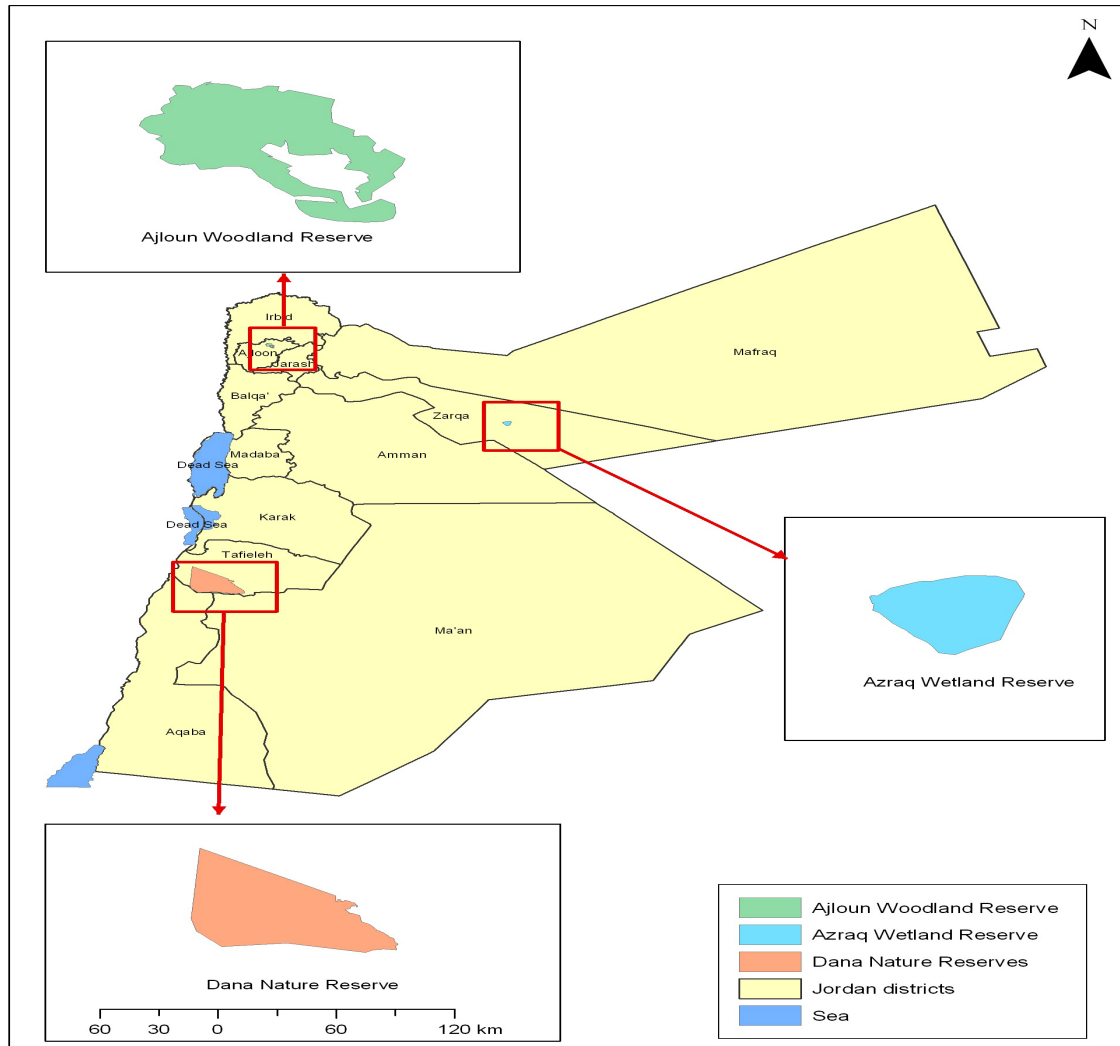 N
Ajloun Woodland Reserve
Irbid
Ajloon
Jarash
Mafraq
Balqa'
Zarqa
Madaba
Amman
Dead Sea
Karak
Dead Sea
Tafieleh
Ma'an
Azraq Wetland Reserve
Aqaba
Dana Nature Reserve
60 30 0 60 120 km
Ajloun Woodland Reserve
Azraq Wetland Reserve
Dana Nature Reserves
Jordan districts
Sea